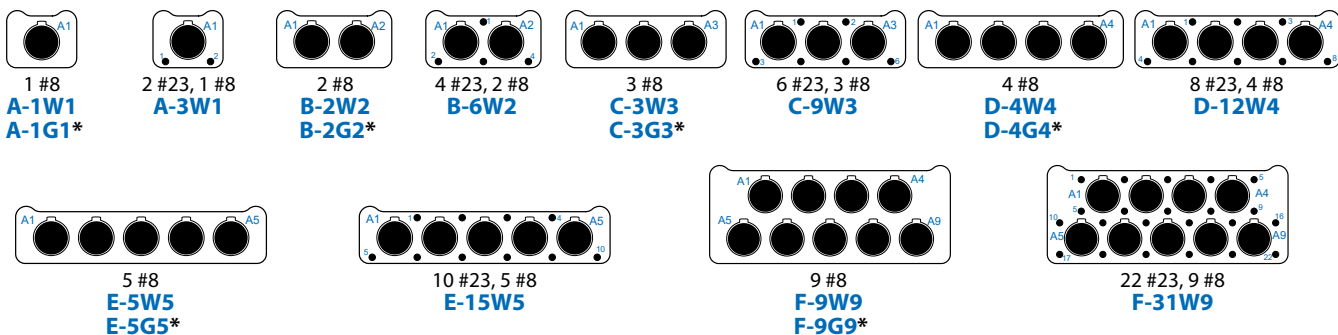 A1
A1
1
2
A1
A2
A1
1
A2
2
4
A1
A3
A1
1
2
A3
3
6
A1
A4
A1
1
3
A4
4
8
1 #8
2 #23, 1 #8
2 #8
4 #23, 2 #8
3 #8
6 #23, 3 #8
4 #8
8 #23, 4 #8
A-1W1
A-3W1
B-2W2
B-6W2
C-3W3
C-9W3
D-4W4
D-12W4
A-1G1*
B-2G2*
C-3G3*
D-4G4*
A1
A5
A1
1
4
A5
5
10
A1
A4
A5
A9
1
5
A1
A4
5
9
10
16
A5
A9
17
22
5 #8
10 #23, 5 #8
9 #8
22 #23, 9 #8
E-5W5
E-15W5
F-9W9
F-31W9
E-5G5*
F-9G9*